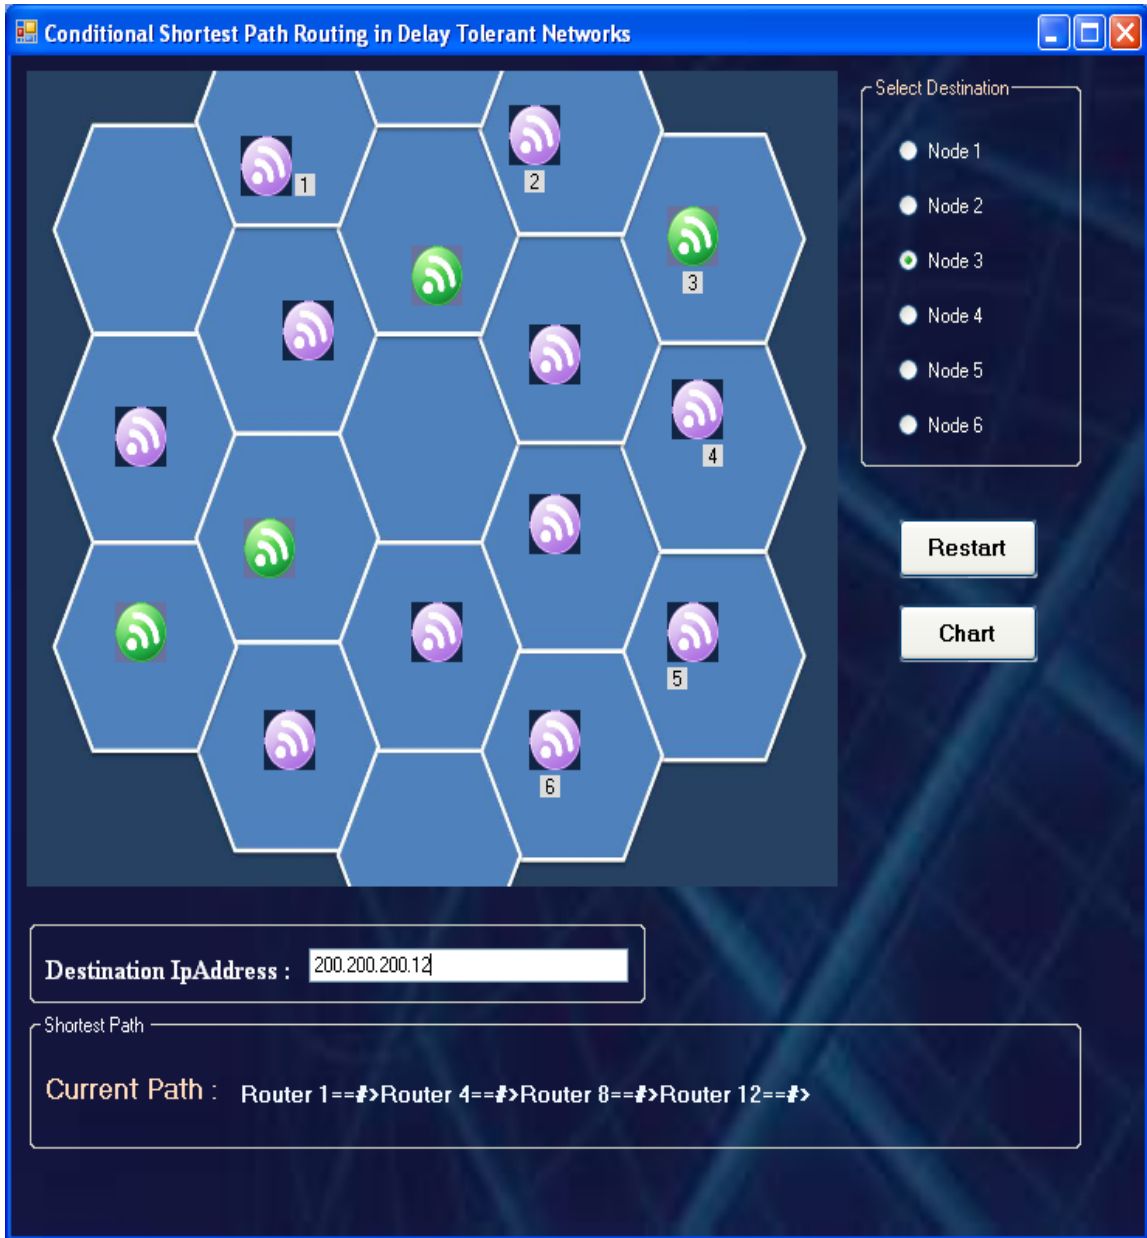 Conditional Shortest Path Routing in Delay Tolerant Networks
1
2
3
4
5
6
Select Destination
Node 1
Node 2
Node 3
Node 4
Node 5
Node 6
Restart
Chart
Destination IpAddress :
200.200.200.12
Shortest Path
Current Path :
Router 1==#>Router 4==#>Router 8==#>Router 12==#>